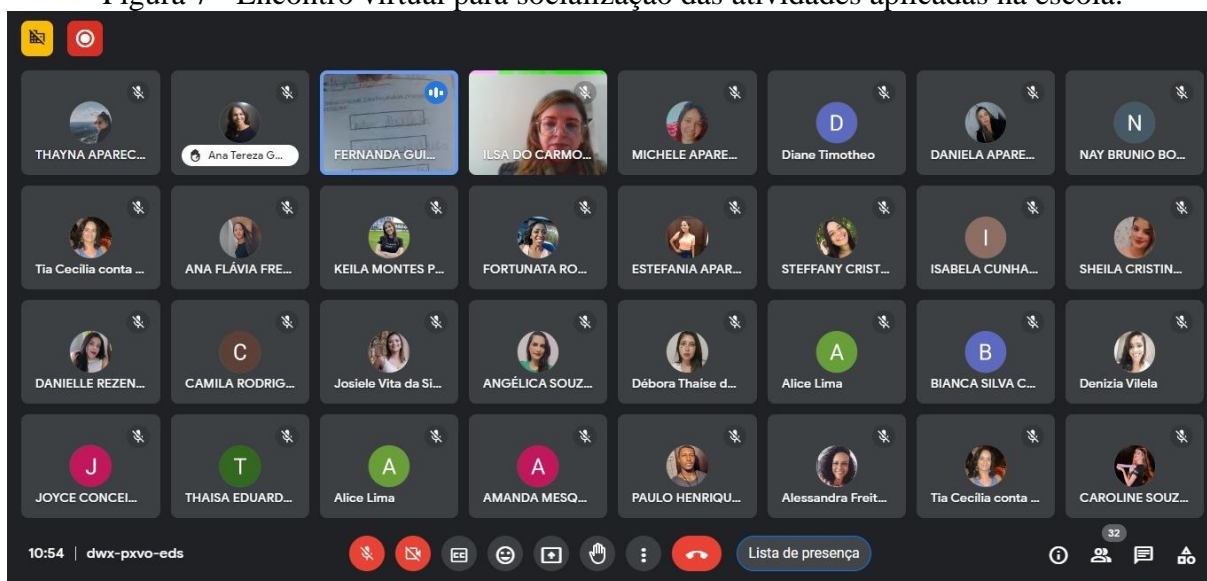 Figura 7 - Encontro virtual para socialização das atividades aplicadas na escola.
THAYNA APAREC...
Ana Tereza G...
FERNANDA GUI...
ILSA DO CARMO...
MICHELE APARE...
D
Diane Timotheo
DANIELA APARE...
N
NAY BRUNIO BO...
Tia Cecília conta ...
ANA FLÁVIA FRE...
KEILA MONTES P...
FORTUNATA RO...
ESTEFANIA APAR...
STEFFANY CRIST...
I
ISABELA CUNHA...
SHEILA CRISTIN...
DANIELLE REZEN...
C
CAMILA RODRIG...
Josiele Vita da Si...
ANGÉLICA SOUZ...
Débora Thaíse d...
A
Alice Lima
B
BIANCA SILVA C...
Denizia Vilela
J
JOYCE CONCEI...
T
THAISA EDUARD...
A
Alice Lima
A
AMANDA MESQ...
PAULO HENRIQU...
Alessandra Freit...
Tia Cecília conta ...
CAROLINE SOUZ...
10:54 | dwx-pxvo-eds
CC
Lista de presença
32